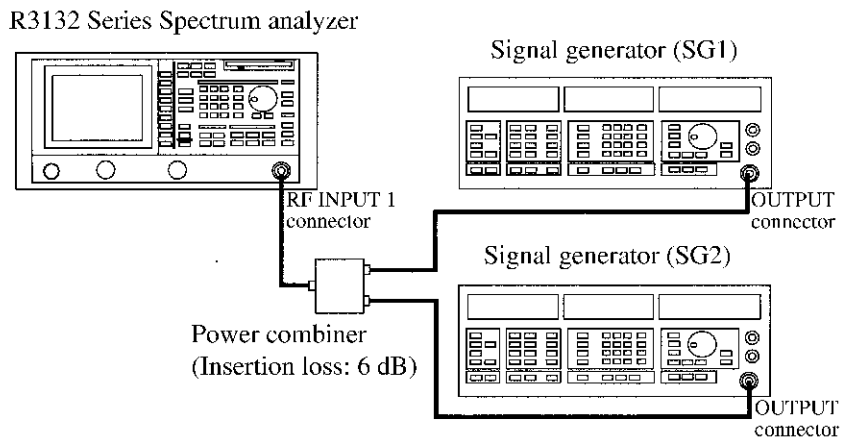 R3132 Series Spectrum analyzer
Signal generator (SG1)
RF INPUT 1
connector
OUTPUT
connector
Signal generator (SG2)
Power combiner
(Insertion loss: 6 dB)
OUTPUT
connector